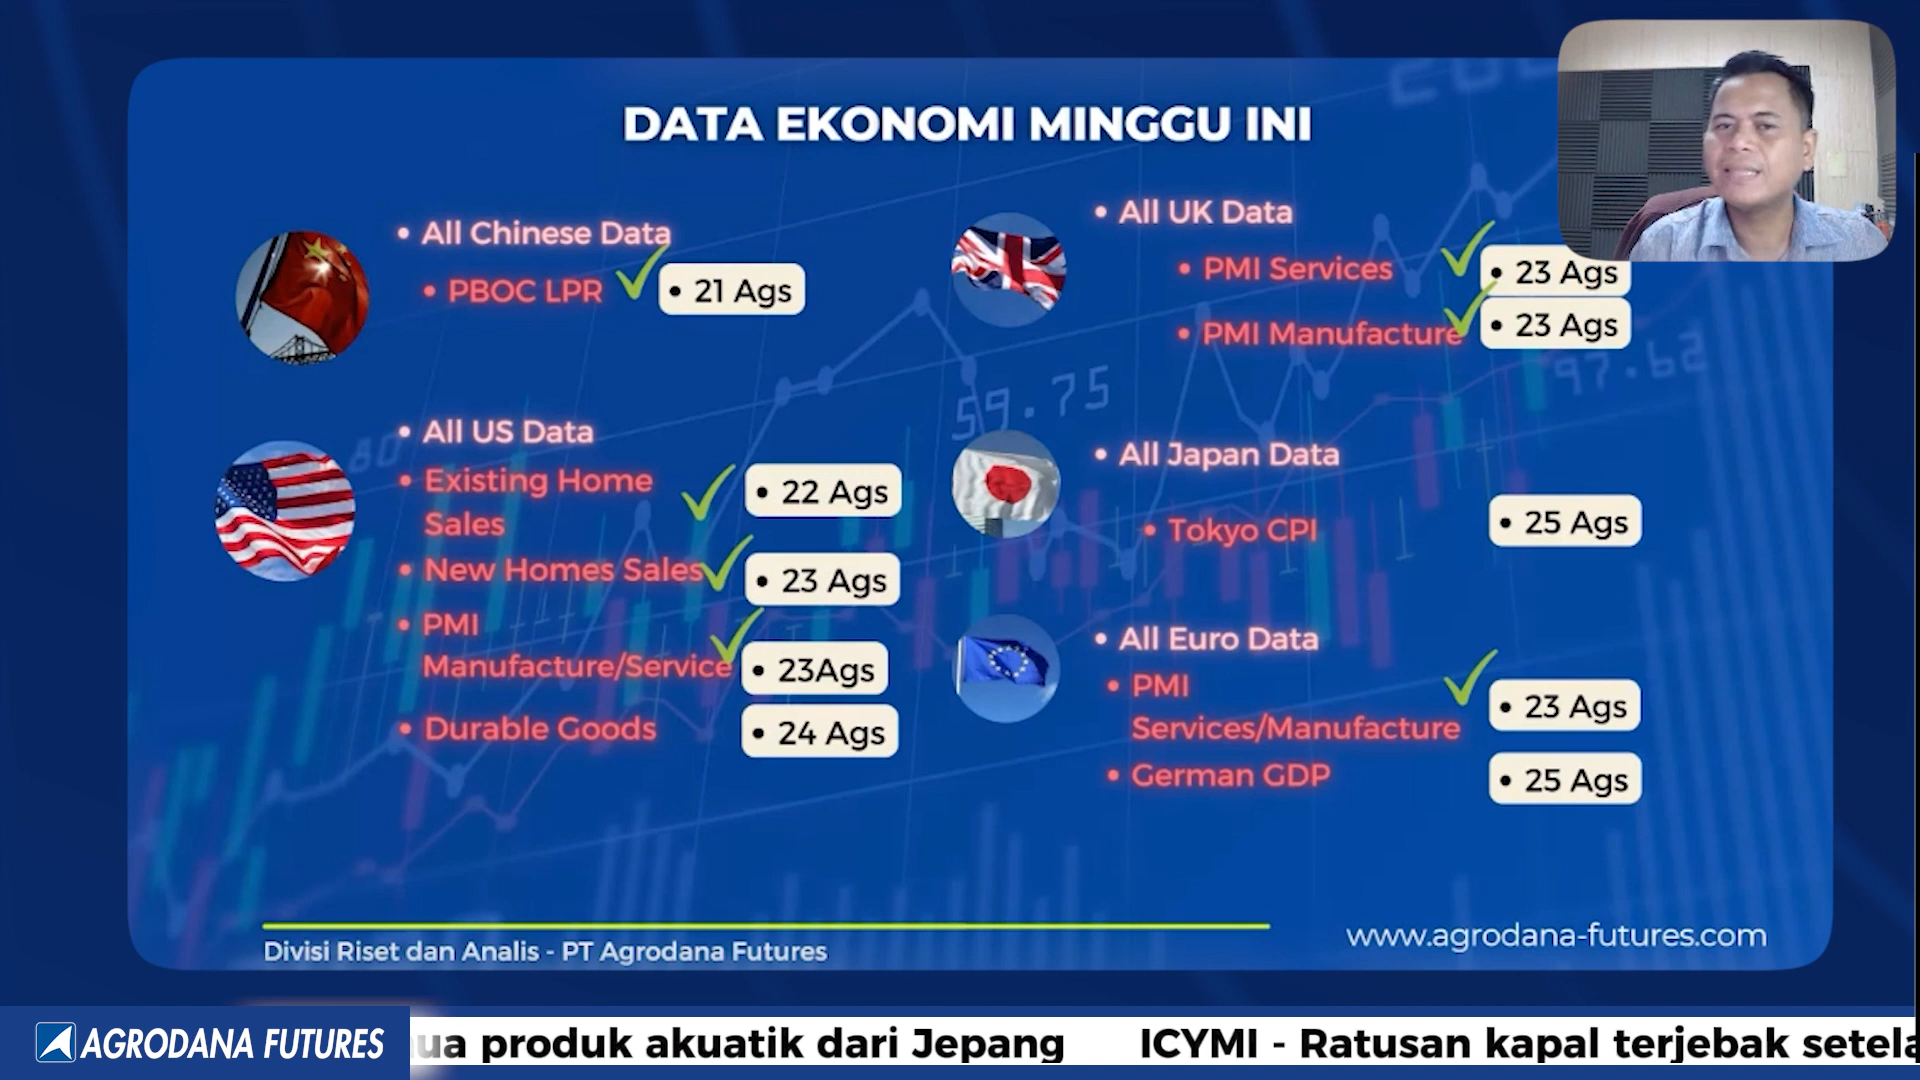 DATA EKONOMI MINGGU INI
• All Chinese Data
• PBOC LPR
• 21 Ags
• All US Data
• Existing Home
Sales
• 22 Ags
• New Homes Sales
• 23 Ags
• PMI
Manufacture/Service
• 23Ags
• Durable Goods
• 24 Ags
• All UK Data
• PMI Services
• 23 Ags
• PMI Manufacture
• 23 Ags
• All Japan Data
• Tokyo CPI
• 25 Ags
• All Euro Data
• PMI
Services/Manufacture
• 23 Ags
• German GDP
• 25 Ags
59.75
97.62
80
Divisi Riset dan Analis - PT Agrodana Futures
www.agrodana-futures.com
AGRODANA FUTURES
produk akuatik dari Jepang ICYMI - Ratusan kapal terjebak